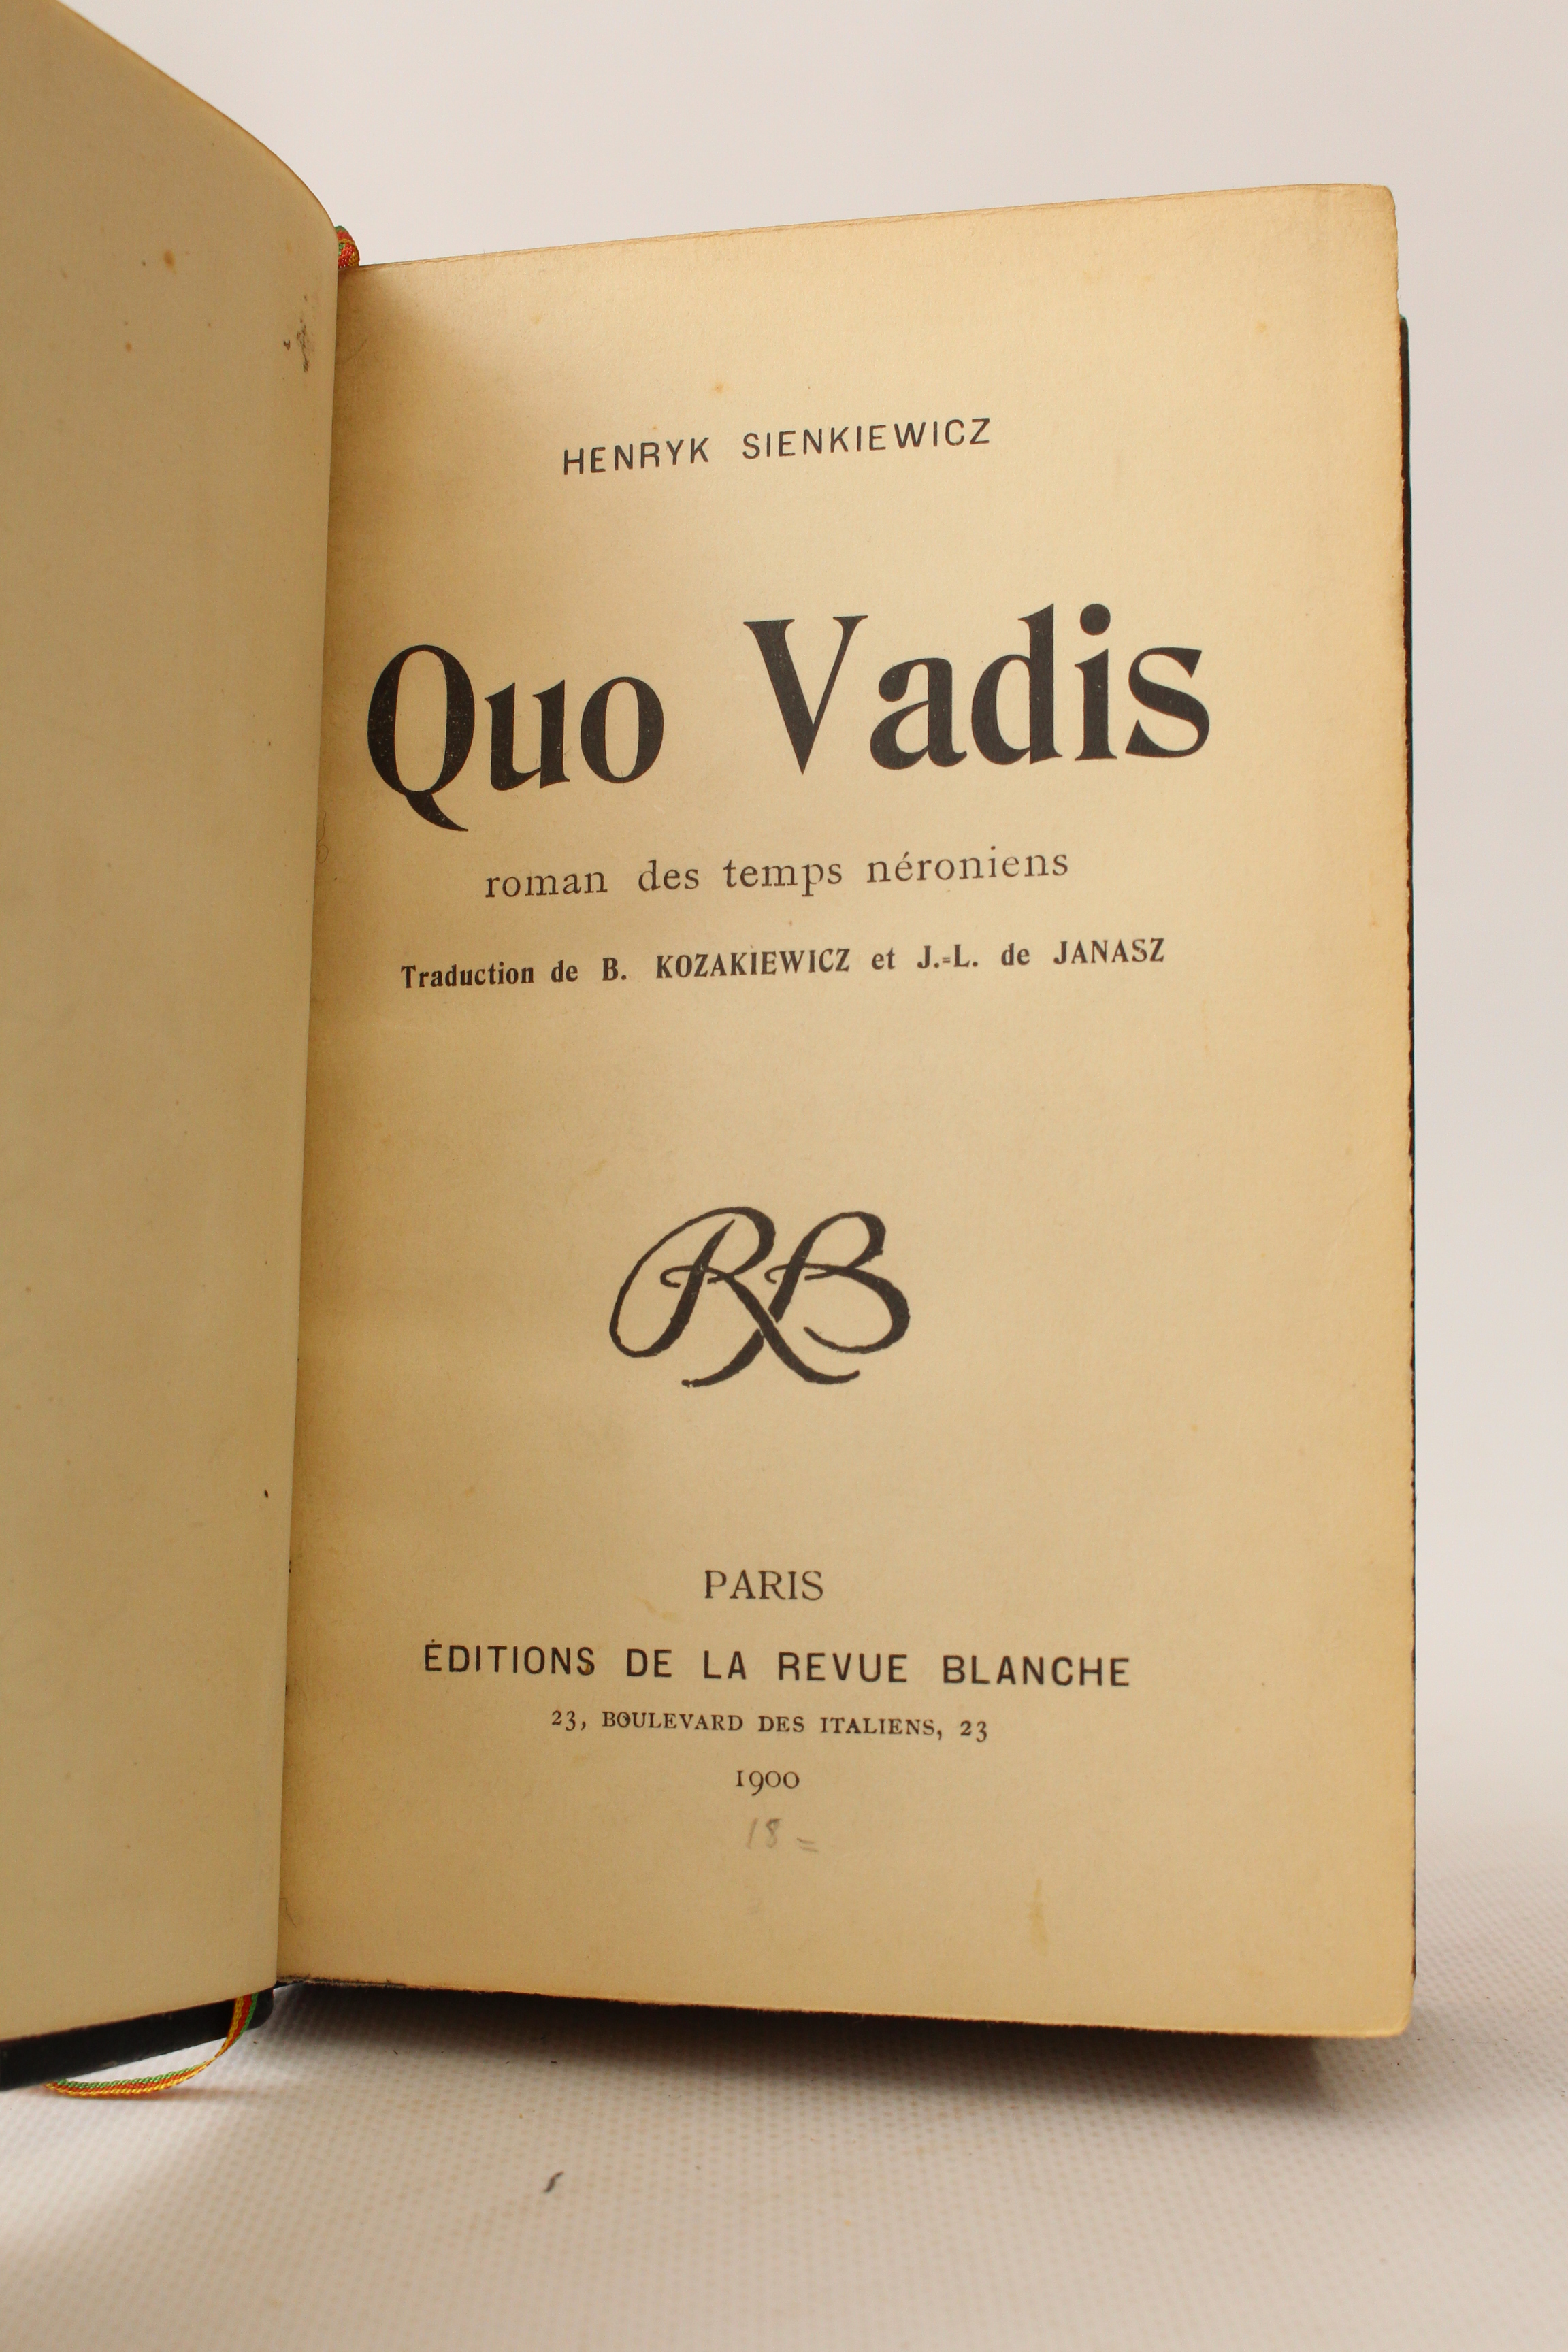 HENRYK SIENKIEWICZ
Quo Vadis
roman des temps néroniens
Traduction de B. KOZAKIEWICZ et J.-L. de JANASZ
RB
PARIS
ÉDITIONS DE LA REVUE BLANCHE
23, BOULEVARD DES ITALIENS, 23
1900
18 =